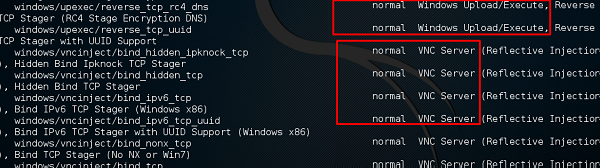 windows/upexec/reverse_tcp_rc4_dns normal Windows Upload/Execute, Reverse
TCP Stager (RC4 Stage Encryption DNS)
windows/upexec/reverse_tcp_uuid normal Windows Upload/Execute, Reverse
TCP Stager with UUID Support
windows/vncinject/bind_hidden_ipknock_tcp normal VNC Server (Reflective Injection
), Hidden Bind Ipknock TCP Stager
windows/vncinject/bind_hidden_tcp normal VNC Server (Reflective Injection
), Hidden Bind TCP Stager
windows/vncinject/bind_ipv6_tcp normal VNC Server (Reflective Injection
), Bind IPv6 TCP Stager (Windows x86)
windows/vncinject/bind_ipv6_tcp_uuid normal VNC Server (Reflective Injection
), Bind IPv6 TCP Stager with UUID Support (Windows x86)
windows/vncinject/bind_nonx_tcp normal VNC Server (Reflective Injection
), Bind TCP Stager (No NX or Win7)
windows/vncinject/bind_tcp normal VNC Server (Reflective Injection